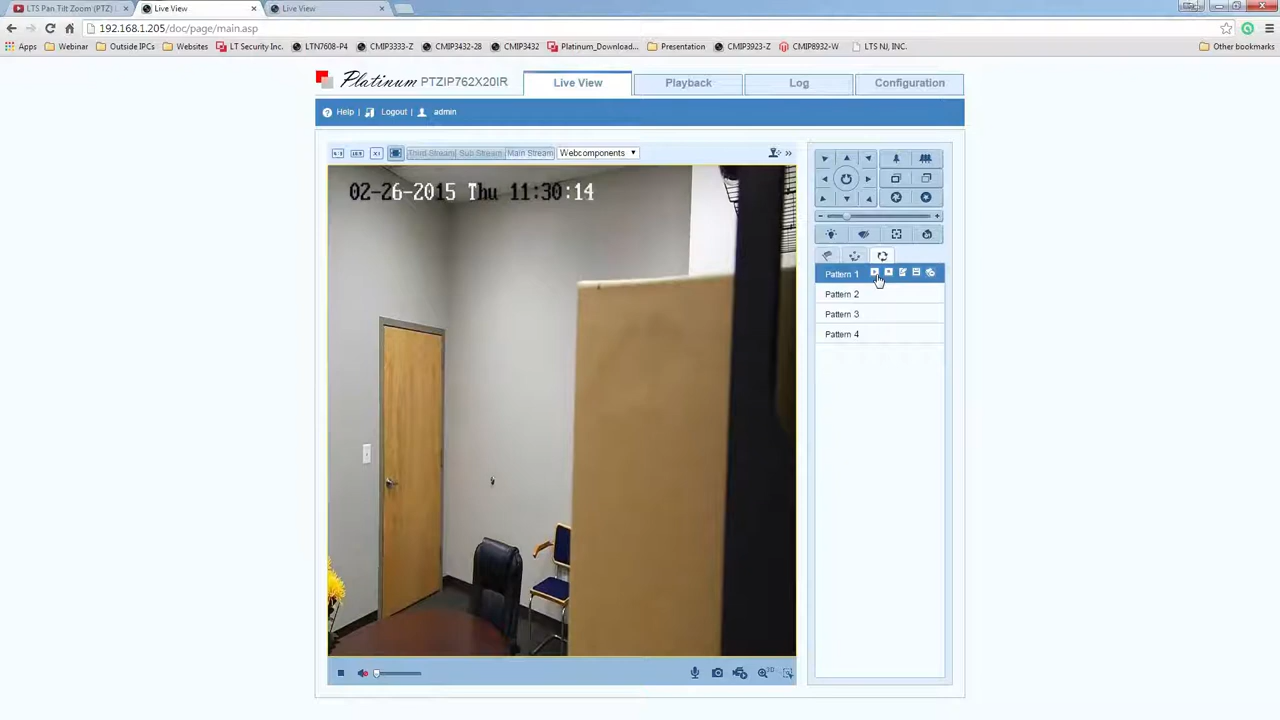 LTS Pan Tilt Zoom (PTZ)
Live View
Live View
192.168.1.205/doc/page/main.asp
Apps
Webinar
Outside IPCs
Websites
LT Security Inc.
LTN7608-P4
CMIP3333-Z
CMIP3432-28
CMIP3432
Platinum_Download...
Presentation
CMIP3923-Z
CMIP8932-W
LTS NJ, INC.
Other bookmarks
Platinum PTZIP762X20IR
Live View
Playback
Log
Configuration
Help |
Logout |
admin
Third Stream
Sub Stream
Main Stream
Webcomponents
02-26-2015 Thu 11:30:14
Pattern 1
Pattern 2
Pattern 3
Pattern 4